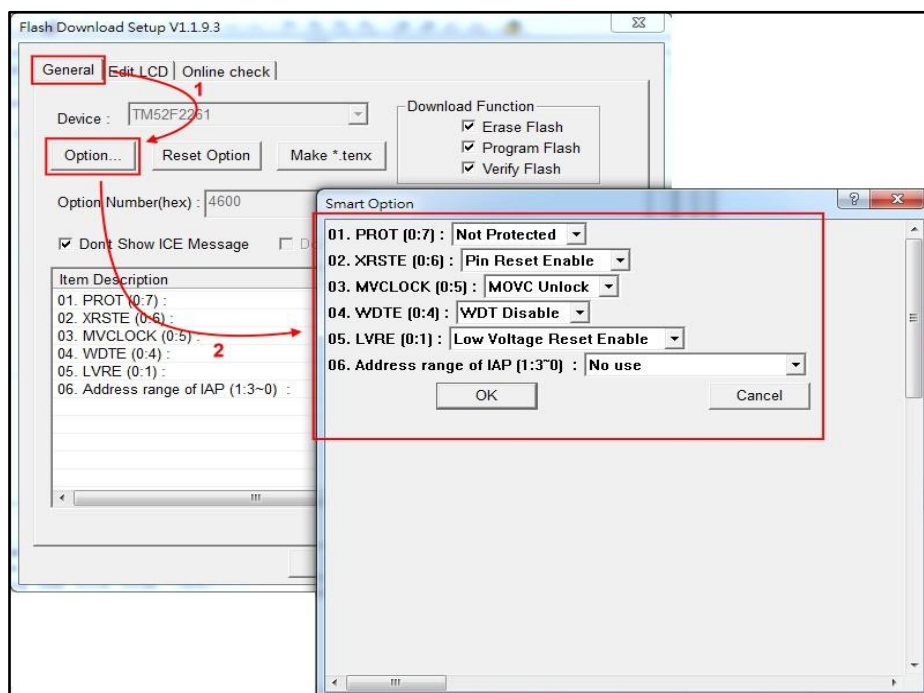 Flash Download Setup V1.1.9.3
General Edit LCD Online check
1
Device : TM52F2261
Download Function
Erase Flash
Program Flash
Verify Flash
Option... Reset Option Make *.tenx
Option Number(hex) : 4600
Don't Show ICE Message
Item Description
01. PROT (0:7) :
02. XRSTE (0:6) :
03. MVCLOCK (0:5) :
04. WDTE (0:4) :
05. LVRE (0:1) :
06. Address range of IAP (1:3~0) :
2
Smart Option
01. PROT (0:7) : Not Protected
02. XRSTE (0:6) : Pin Reset Enable
03. MVCLOCK (0:5) : MOVC Unlock
04. WDTE (0:4) : WDT Disable
05. LVRE (0:1) : Low Voltage Reset Enable
06. Address range of IAP (1:3~0) : No use
OK Cancel